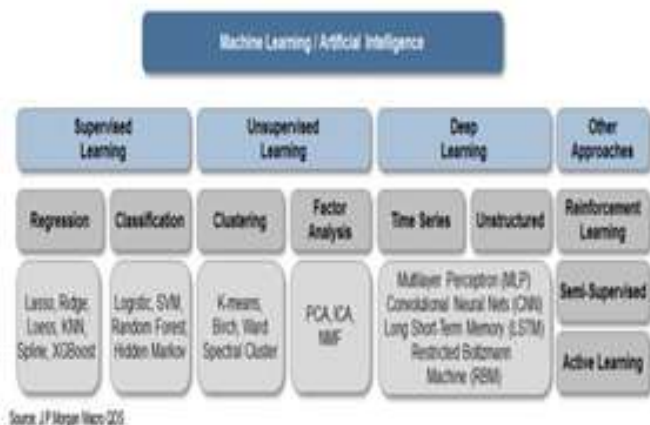 Machine Learning / Artificial Intelligence
Supervised
Learning
Unsupervised
Learning
Deep
Learning
Other
Approaches
Regression
Classification
Clustering
Factor
Analysis
Time Series
Unstructured
Reinforcement
Learning
Lasso, Ridge,
Loess, KNN,
Spline, XGBoost
Logistic, SVM,
Random Forest,
Hidden Markov
K-means,
Birch, Ward
Spectral Cluster
PCA, ICA,
NMF
Multilayer Perception (MLP)
Convolutional Neural Nets (CNN)
Long Short-Term Memory (LSTM)
Restricted Boltzmann
Machine (RBM)
Semi-Supervised
Active Learning
Source: J.P. Morgan Macro QDS